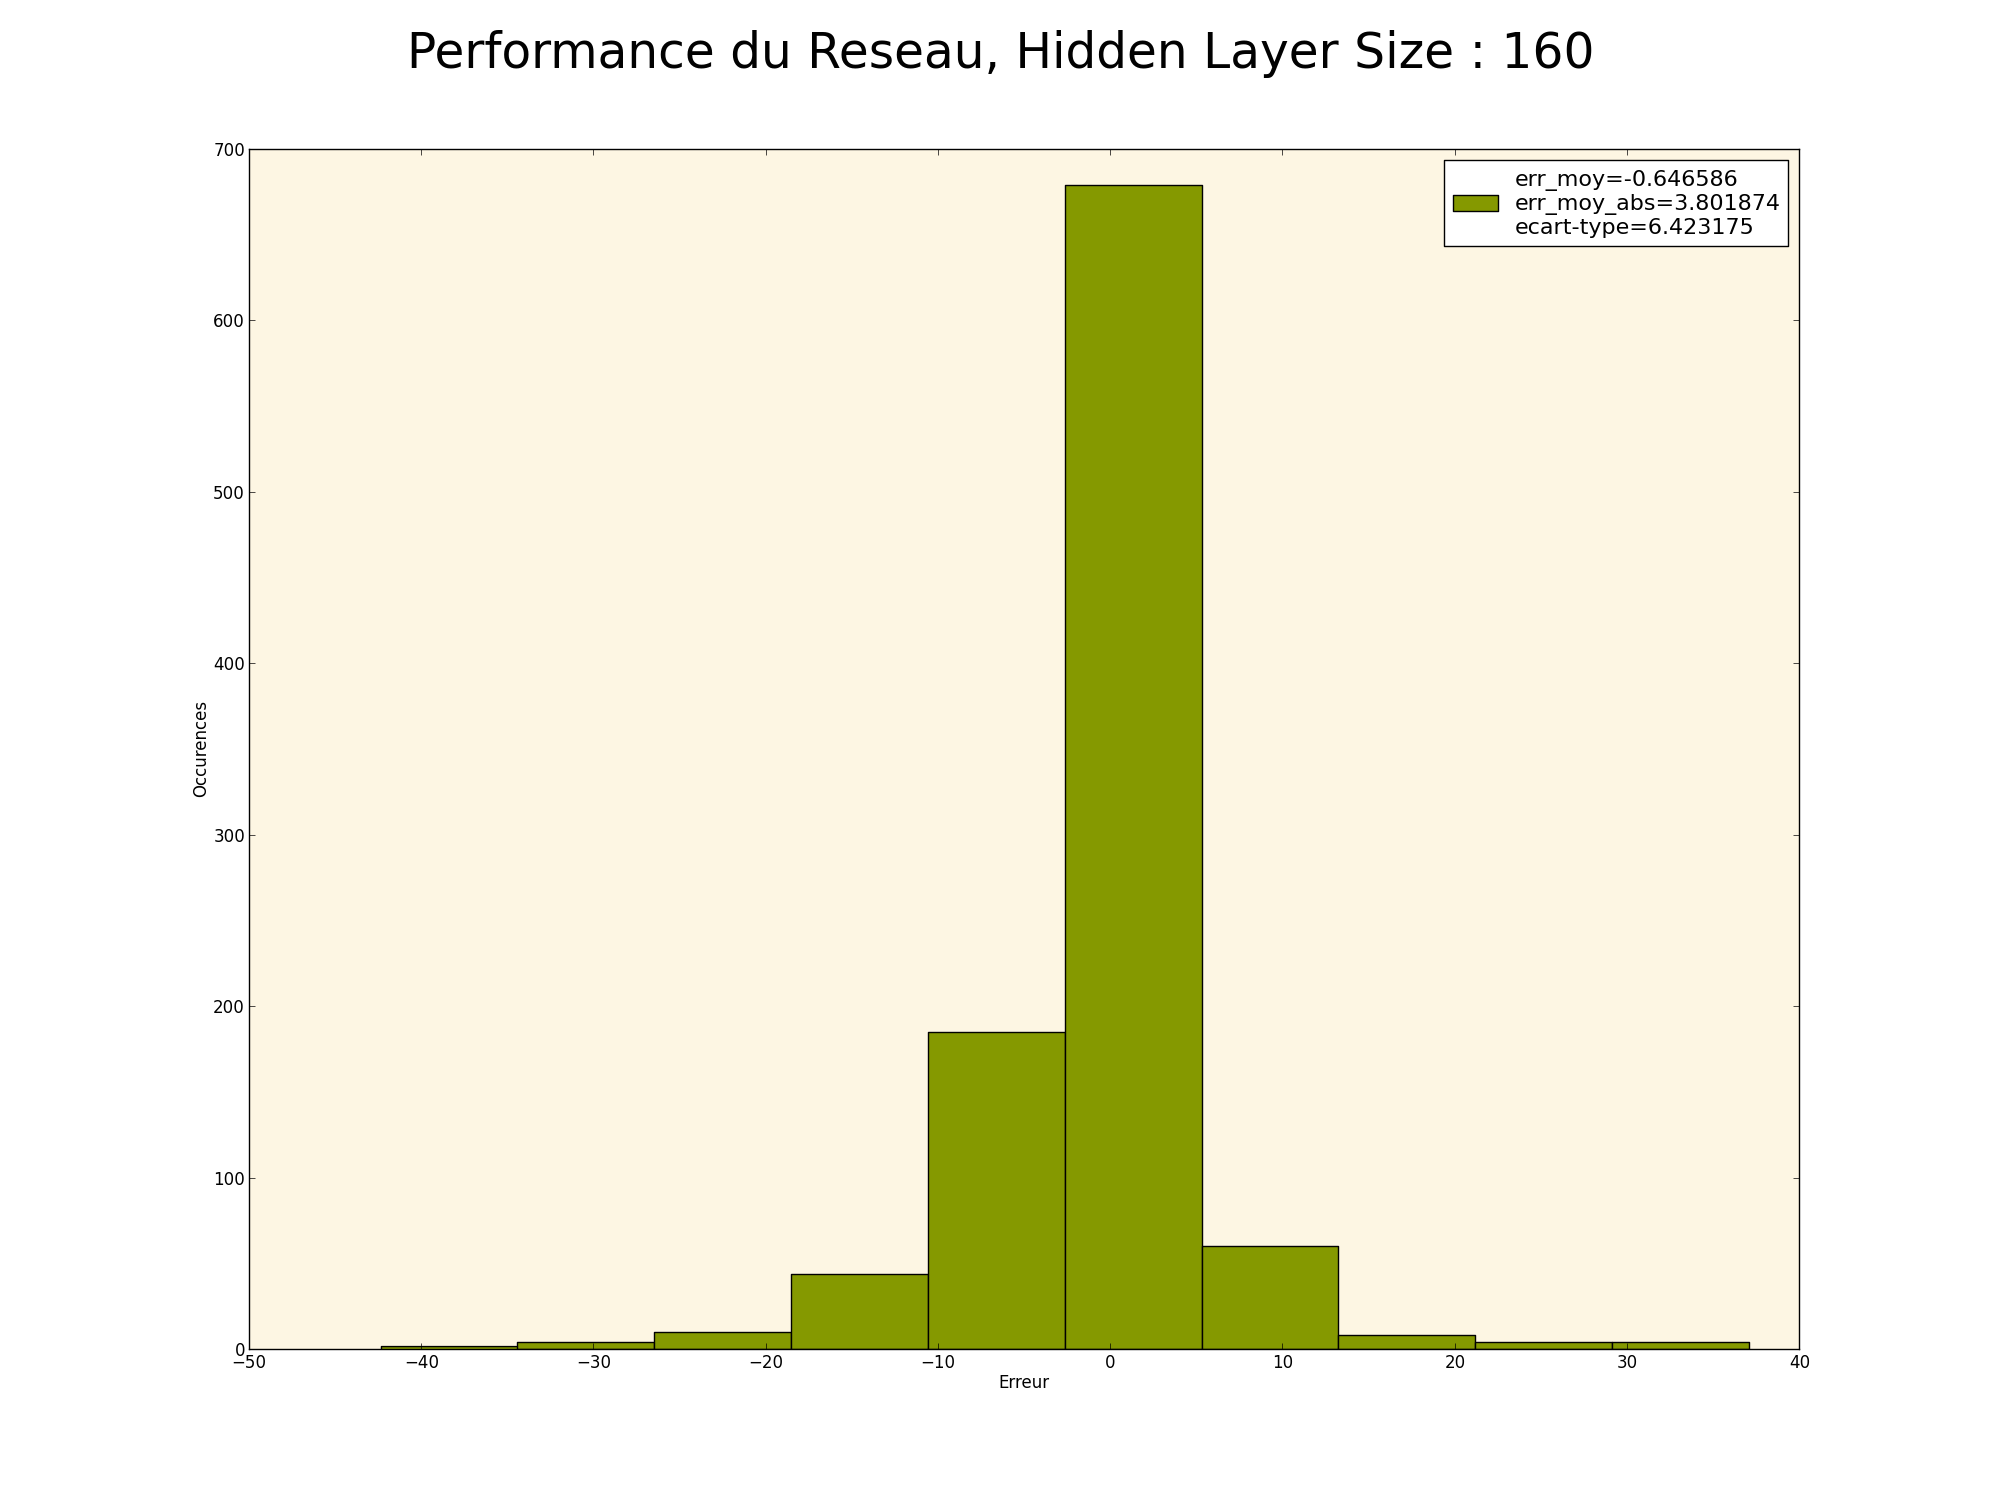 Performance du Reseau, Hidden Layer Size : 160
err_moy=-0.646586
err_moy_abs=3.801874
ecart-type=6.423175
700
600
500
400
300
200
100
0
Occurences
−50 −40 −30 −20 −10 0 10 20 30 40
Erreur